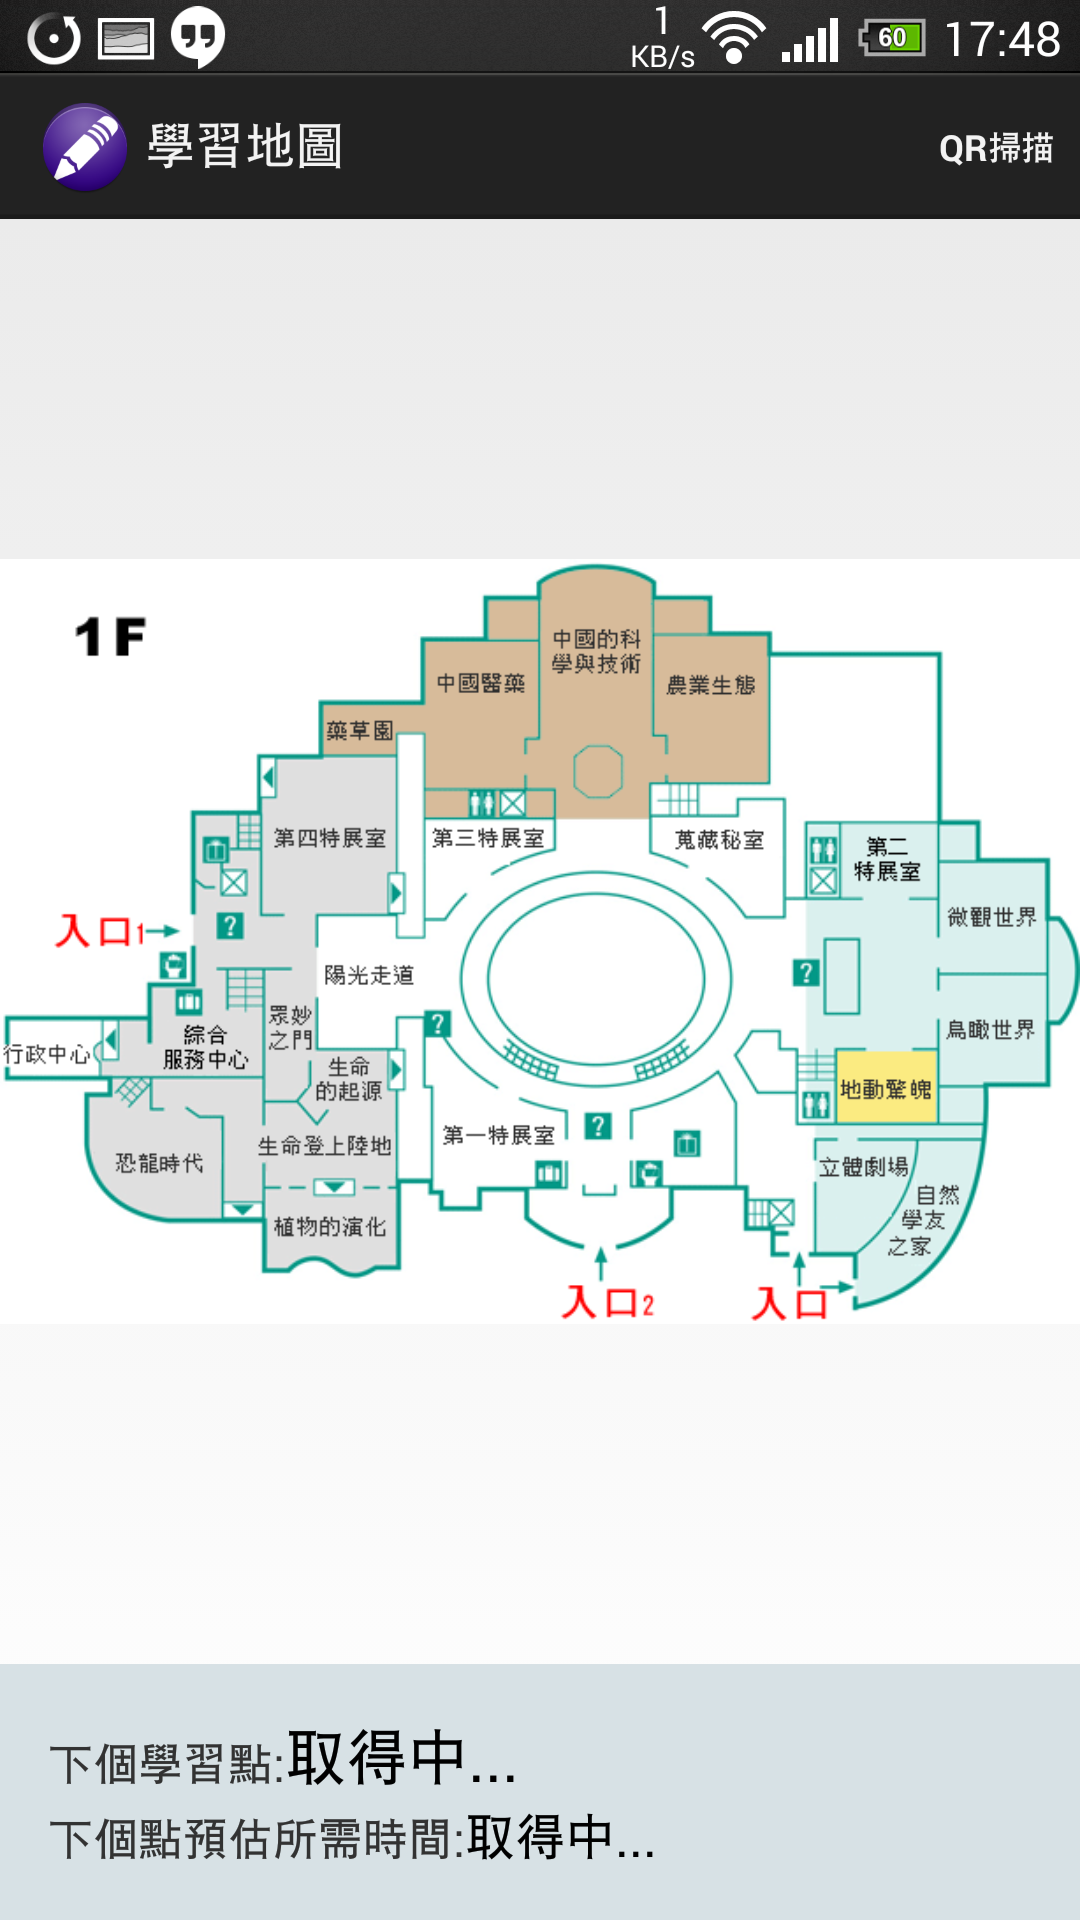 1
KB/s
60
17:48
學習地圖
QR掃描
1F
中國的科
學與技術
中國醫藥
農業生態
藥草園
第四特展室
第三特展室
蒐藏秘室
第二
特展室
微觀世界
入口1
?
陽光走道
?
眾妙
之門
?
綜合
服務中心
鳥瞰世界
行政中心
生命
的起源
地動驚魄
第一特展室
?
生命登上陸地
恐龍時代
立體劇場
自然
學友
之家
植物的演化
入口2
入口
下個學習點:取得中...
下個點預估所需時間:取得中...